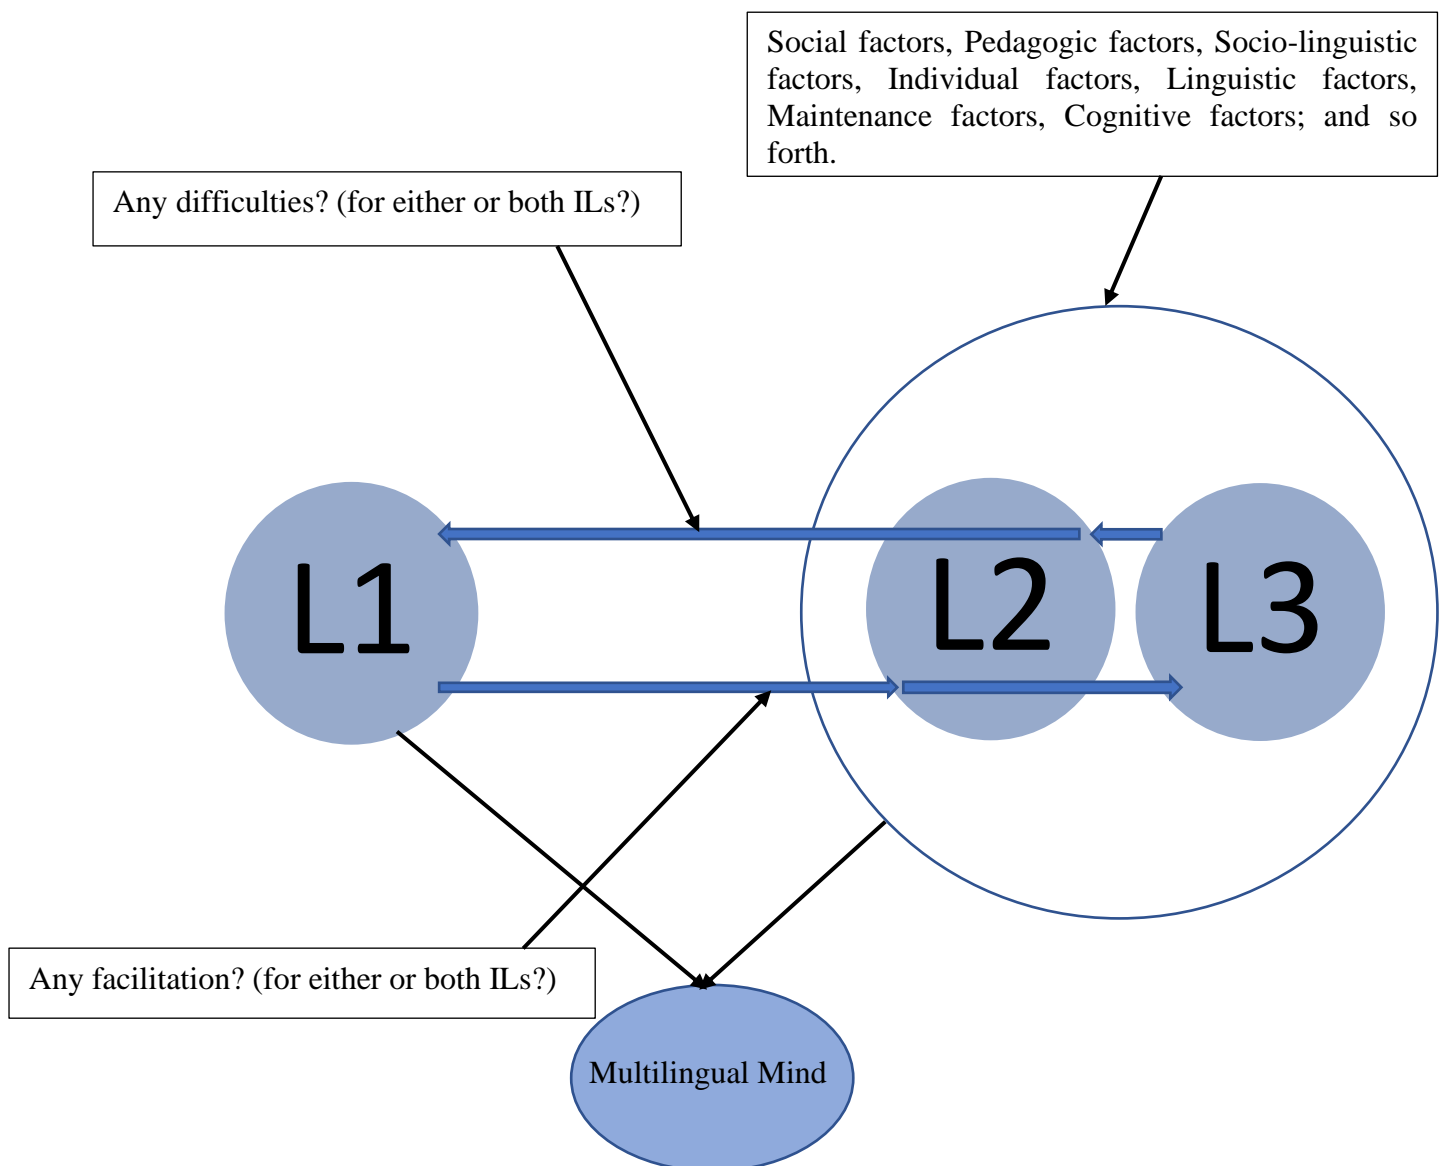 Social factors, Pedagogic factors, Socio-linguistic
factors, Individual factors, Linguistic factors,
Maintenance factors, Cognitive factors; and so
forth.
Any difficulties? (for either or both ILs?)
L1
L2
L3
Any facilitation? (for either or both ILs?)
Multilingual Mind